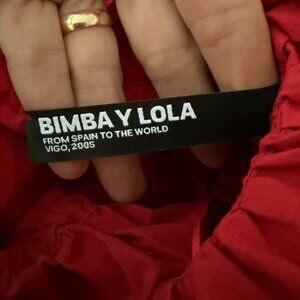 BIMBA Y LOLA
FROM SPAIN TO THE WORLD
VIGO, 2005